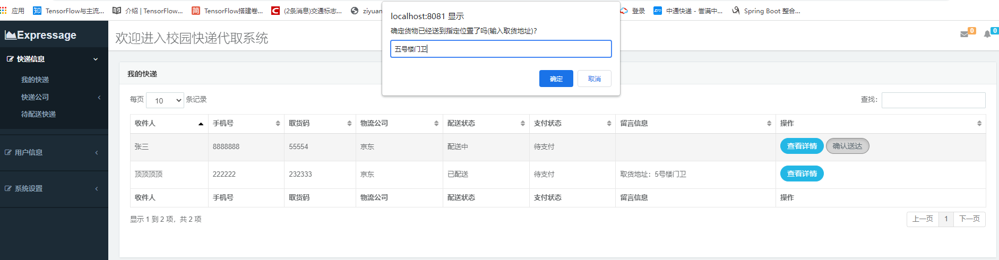 应用 知 TensorFlow与主流... 介绍 | TensorFlow... 简 TensorFlow搭建卷... C (2条消息)交通标志... ziyuan 登录 ZTO 中通快递 - 誉满中... Spring Boot 整合...
localhost:8081 显示
确定货物已经送到指定位置了吗(输入取货地址)?
五号楼门卫
确定 取消
Expressage
欢迎进入校园快递代取系统
0 0
快递信息
我的快递
快递公司
待配送快递
用户信息
系统设置
我的快递
每页 10 条记录 查找:
收件人 手机号 取货码 物流公司 配送状态 支付状态 留言信息 操作
张三 8888888 55554 京东 配送中 待支付 查看详情 确认送达
顶顶顶顶 222222 232333 京东 已配送 待支付 取货地址：5号楼门卫 查看详情
收件人 手机号 取货码 物流公司 配送状态 支付状态 留言信息 操作
显示 1 到 2 项，共 2 项 上一页 1 下一页